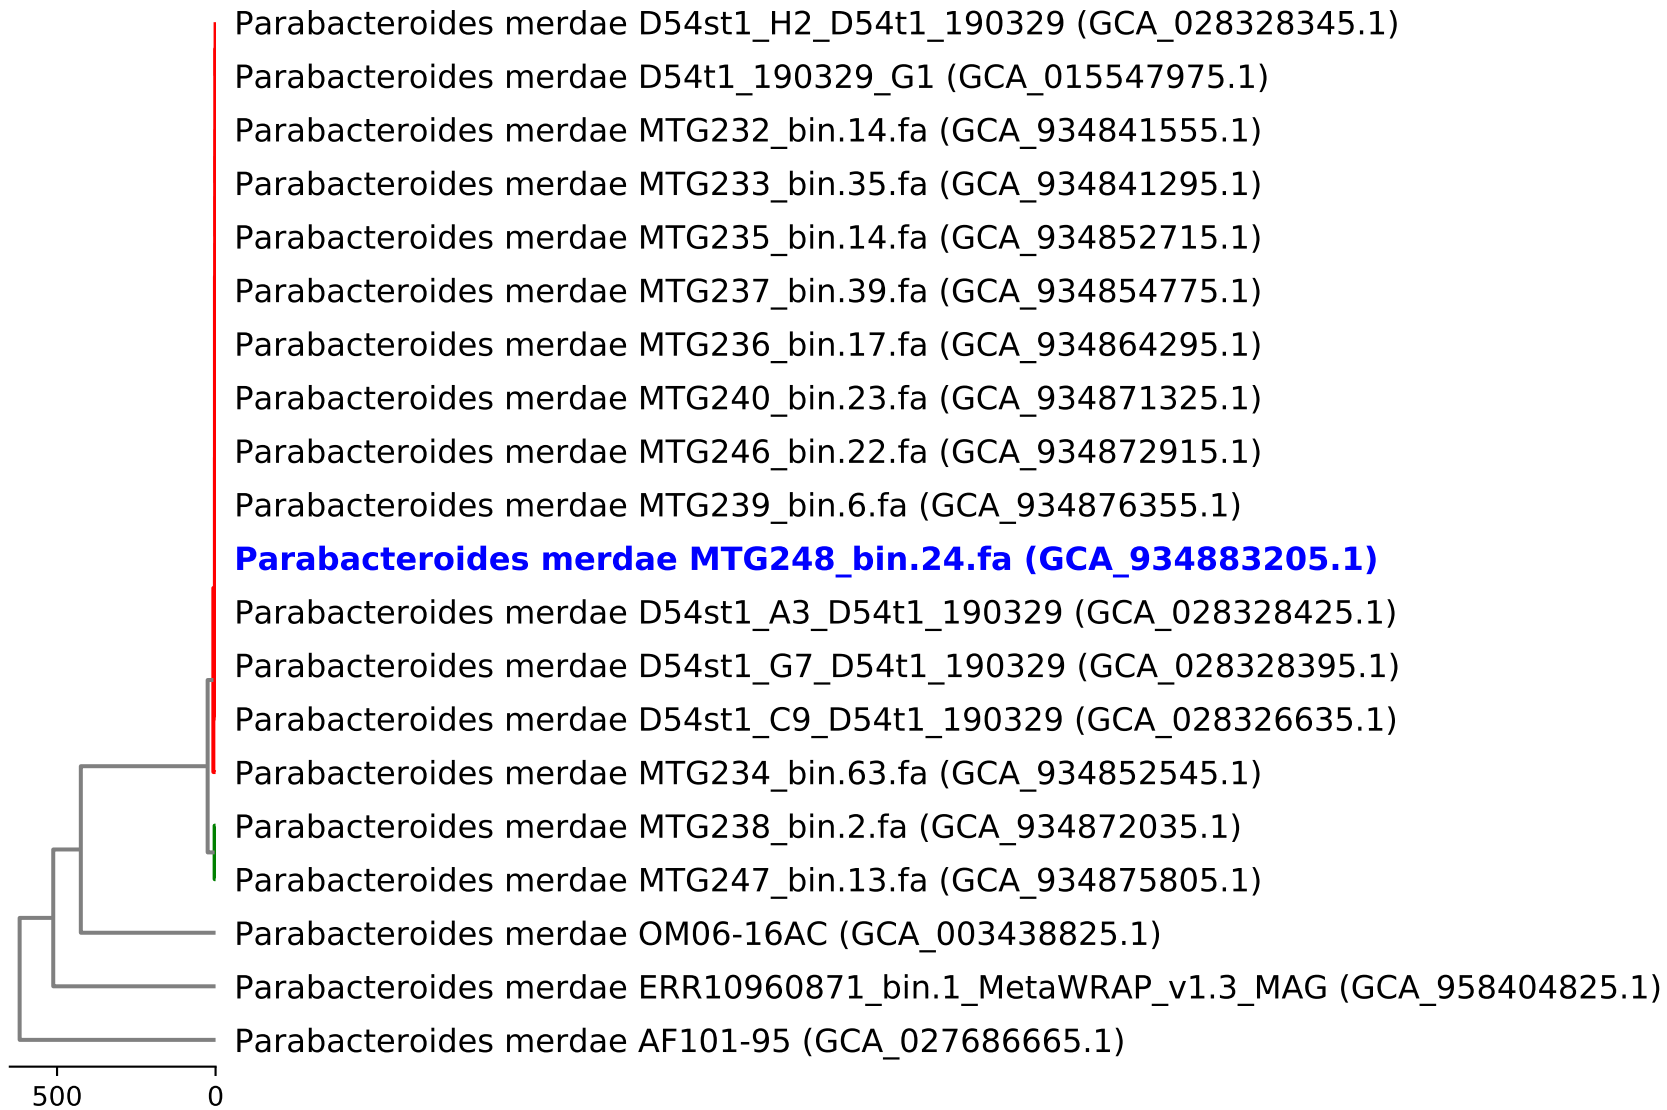 Parabacteroides merdae D54st1_H2_D54t1_190329 (GCA_028328345.1)
Parabacteroides merdae D54t1_190329_G1 (GCA_015547975.1)
Parabacteroides merdae MTG232_bin.14.fa (GCA_934841555.1)
Parabacteroides merdae MTG233_bin.35.fa (GCA_934841295.1)
Parabacteroides merdae MTG235_bin.14.fa (GCA_934852715.1)
Parabacteroides merdae MTG237_bin.39.fa (GCA_934854775.1)
Parabacteroides merdae MTG236_bin.17.fa (GCA_934864295.1)
Parabacteroides merdae MTG240_bin.23.fa (GCA_934871325.1)
Parabacteroides merdae MTG246_bin.22.fa (GCA_934872915.1)
Parabacteroides merdae MTG239_bin.6.fa (GCA_934876355.1)
Parabacteroides merdae MTG248_bin.24.fa (GCA_934883205.1)
Parabacteroides merdae D54st1_A3_D54t1_190329 (GCA_028328425.1)
Parabacteroides merdae D54st1_G7_D54t1_190329 (GCA_028328395.1)
Parabacteroides merdae D54st1_C9_D54t1_190329 (GCA_028326635.1)
Parabacteroides merdae MTG234_bin.63.fa (GCA_934852545.1)
Parabacteroides merdae MTG238_bin.2.fa (GCA_934872035.1)
Parabacteroides merdae MTG247_bin.13.fa (GCA_934875805.1)
Parabacteroides merdae OM06-16AC (GCA_003438825.1)
Parabacteroides merdae ERR10960871_bin.1_MetaWRAP_v1.3_MAG (GCA_958404825.1)
Parabacteroides merdae AF101-95 (GCA_027686665.1)
500 0